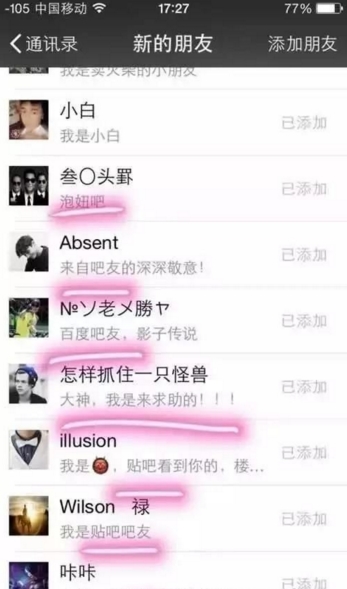 -105 中国移动 17:27 77%
通讯录 新的朋友 添加朋友
我是卖火柴的小朋友
小白 已添加
我是小白
叁〇头罫 已添加
泡妞吧
Absent 已添加
来自吧友的深深敬意!
№ソ老メ勝ヤ 已添加
百度吧友,影子传说
怎样抓住一只怪兽 已添加
大神,我是来求助的!!!
illusion 已添加
我是👹,贴吧看到你的,楼...
Wilson 禄 已添加
我是贴吧吧友
咔咔 已添加